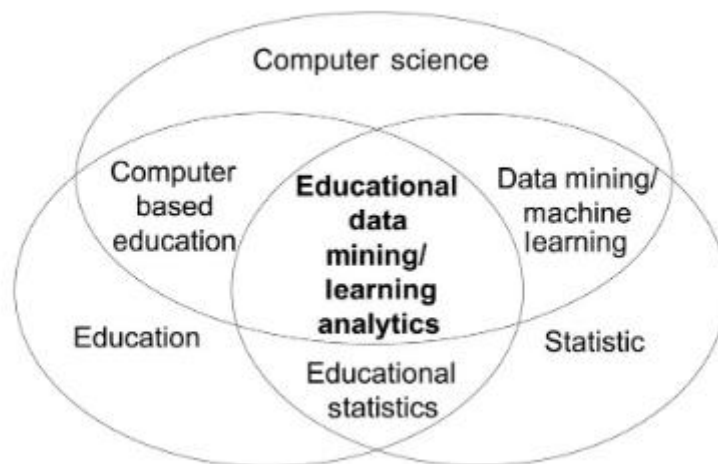 Computer science
Computer
based
education
Educational
data
mining/
learning
analytics
Data mining/
machine
learning
Education
Educational
statistics
Statistic